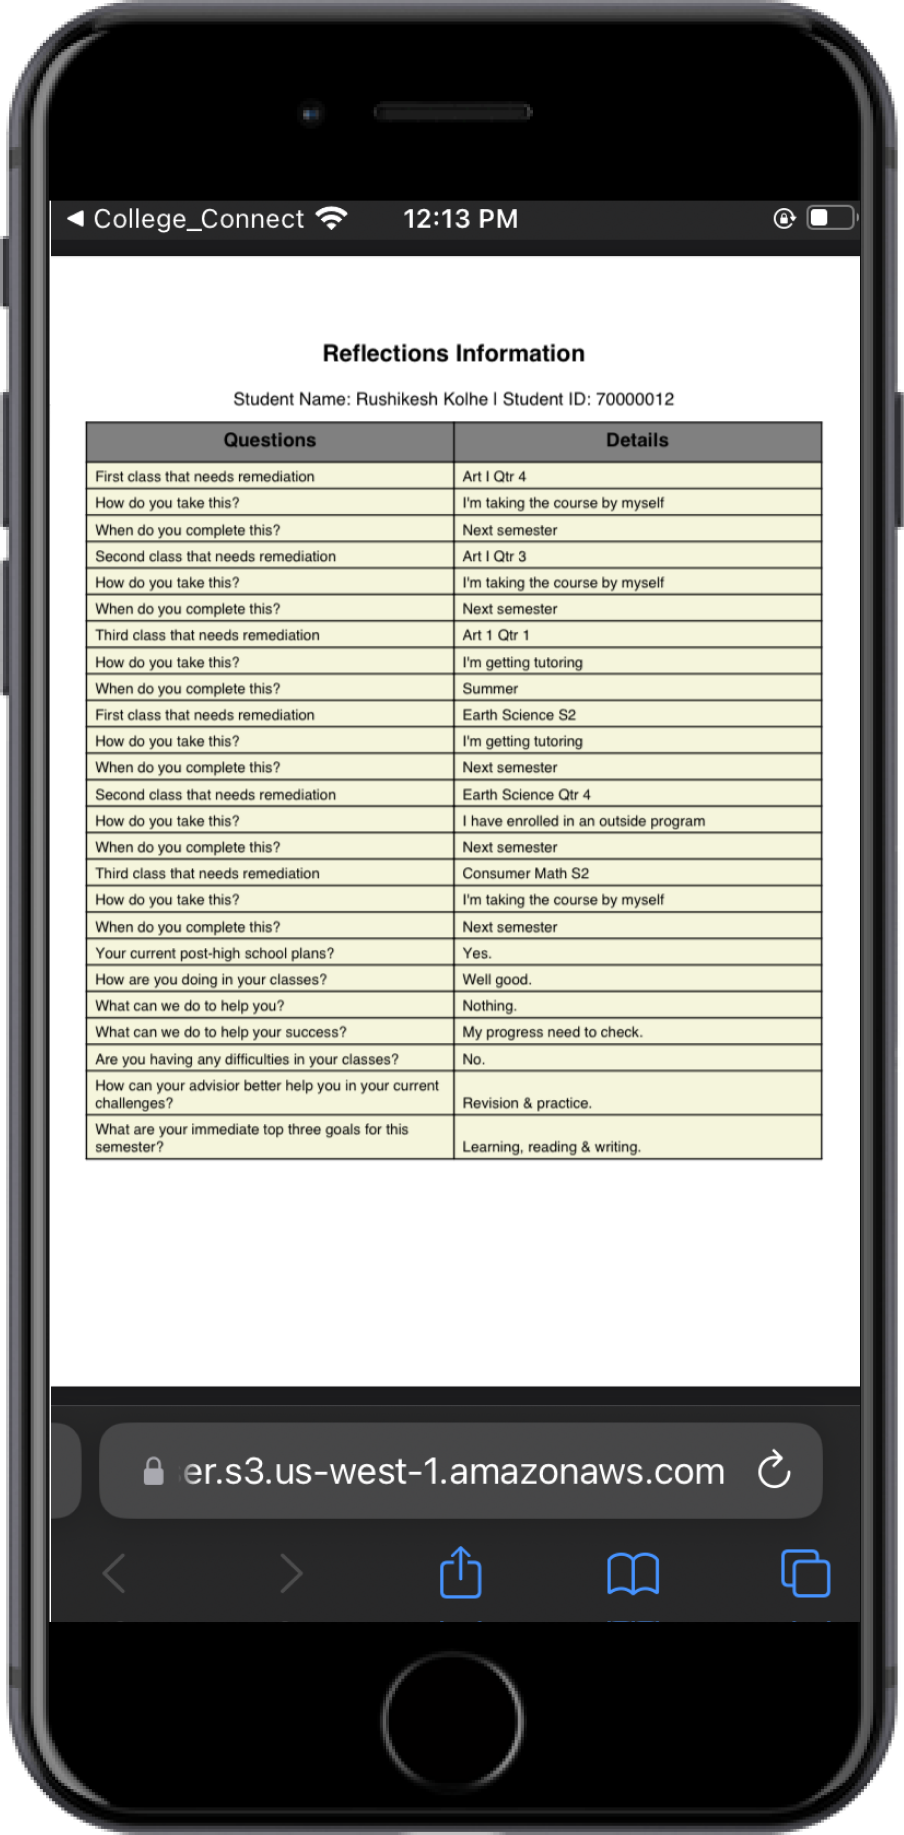 ◀ College_Connect 12:13 PM
Reflections Information
Student Name: Rushikesh Kolhe | Student ID: 70000012
Questions Details
First class that needs remediation Art I Qtr 4
How do you take this? I'm taking the course by myself
When do you complete this? Next semester
Second class that needs remediation Art I Qtr 3
How do you take this? I'm taking the course by myself
When do you complete this? Next semester
Third class that needs remediation Art 1 Qtr 1
How do you take this? I'm getting tutoring
When do you complete this? Summer
First class that needs remediation Earth Science S2
How do you take this? I'm getting tutoring
When do you complete this? Next semester
Second class that needs remediation Earth Science Qtr 4
How do you take this? I have enrolled in an outside program
When do you complete this? Next semester
Third class that needs remediation Consumer Math S2
How do you take this? I'm taking the course by myself
When do you complete this? Next semester
Your current post-high school plans? Yes.
How are you doing in your classes? Well good.
What can we do to help you? Nothing.
What can we do to help your success? My progress need to check.
Are you having any difficulties in your classes? No.
How can your advisior better help you in your current
challenges? Revision & practice.
What are your immediate top three goals for this
semester? Learning, reading & writing.
er.s3.us-west-1.amazonaws.com